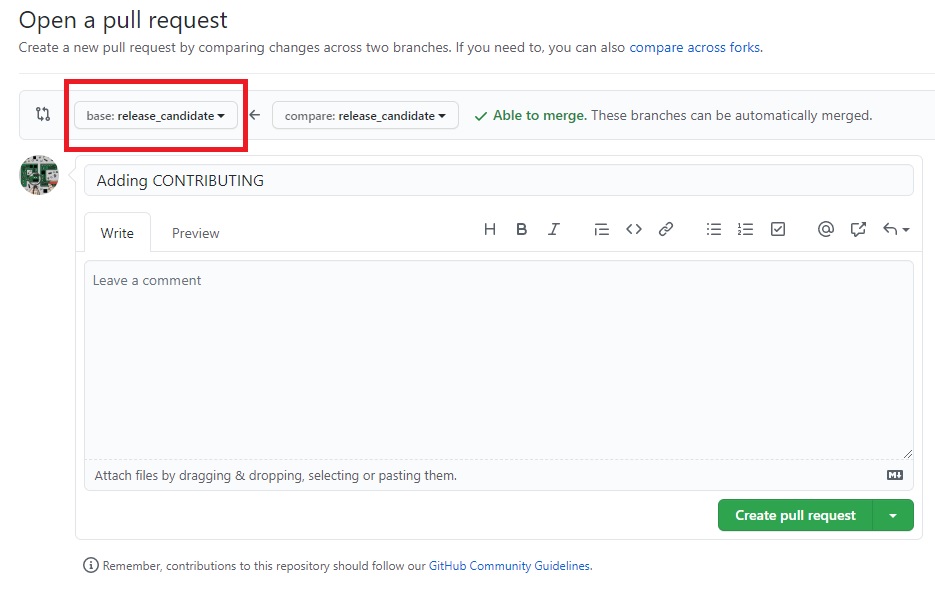 Open a pull request
Create a new pull request by comparing changes across two branches. If you need to, you can also compare across forks.
base: release_candidate compare: release_candidate Able to merge. These branches can be automatically merged.
Adding CONTRIBUTING
Write Preview
Leave a comment
Attach files by dragging & dropping, selecting or pasting them.
Create pull request
Remember, contributions to this repository should follow our GitHub Community Guidelines.